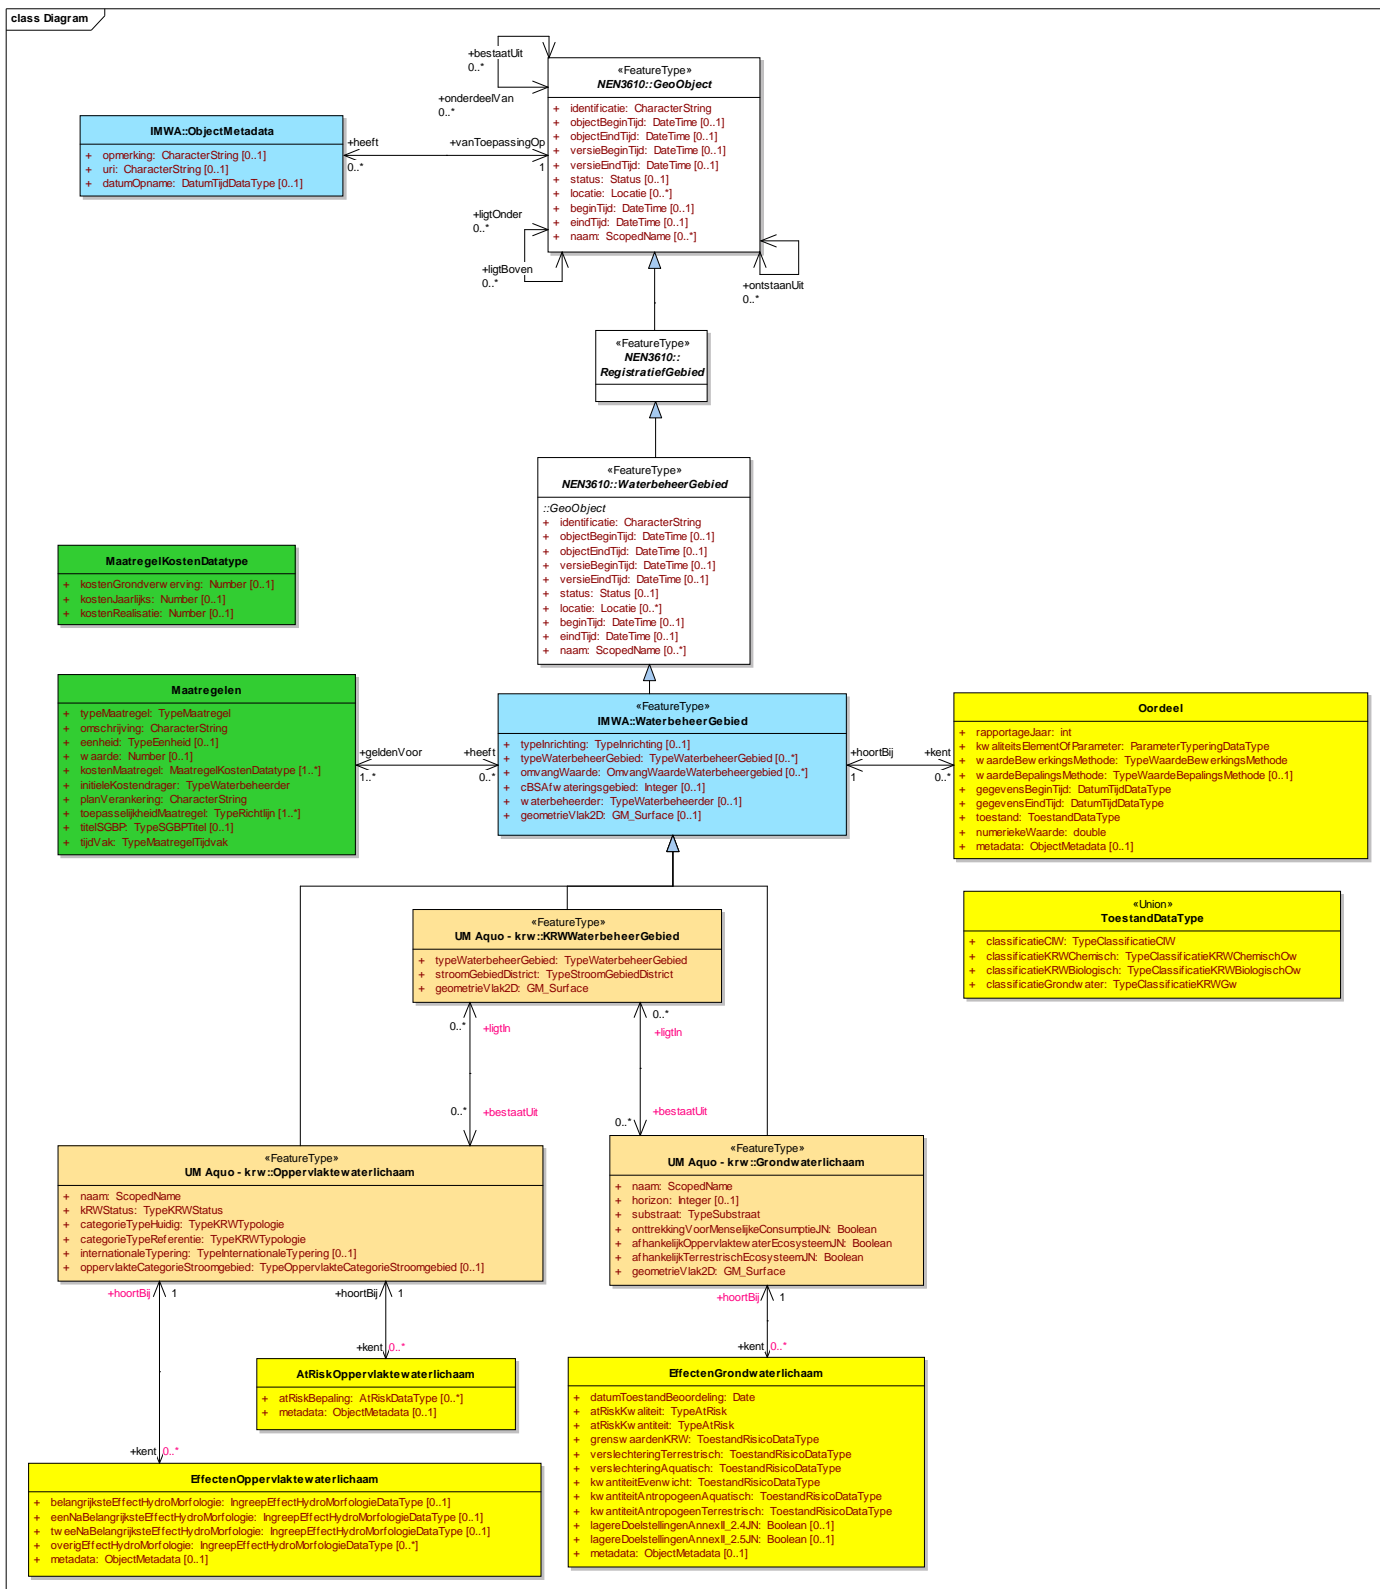 class Diagram
+bestaatUit
0..*
+onderdeelVan
0..*
«FeatureType»
NEN3610::GeoObject
+ identificatie: CharacterString
+ objectBeginTijd: DateTime [0..1]
+ objectEindTijd: DateTime [0..1]
+ versieBeginTijd: DateTime [0..1]
+ versieEindTijd: DateTime [0..1]
+ status: Status [0..1]
+ locatie: Locatie [0..*]
+ beginTijd: DateTime [0..1]
+ eindTijd: DateTime [0..1]
+ naam: ScopedName [0..*]
IMWA::ObjectMetadata
+ opmerking: CharacterString [0..1]
+ uri: CharacterString [0..1]
+ datumOpname: DatumTijdDataType [0..1]
+heeft
0..*
+vanToepassingOp
1
+ligtOnder
0..*
+ligtBoven
0..*
+ontstaanUit
0..*
«FeatureType»
NEN3610::
RegistratiefGebied
«FeatureType»
NEN3610::WaterbeheerGebied
::GeoObject
+ identificatie: CharacterString
+ objectBeginTijd: DateTime [0..1]
+ objectEindTijd: DateTime [0..1]
+ versieBeginTijd: DateTime [0..1]
+ versieEindTijd: DateTime [0..1]
+ status: Status [0..1]
+ locatie: Locatie [0..*]
+ beginTijd: DateTime [0..1]
+ eindTijd: DateTime [0..1]
+ naam: ScopedName [0..*]
MaatregelKostenDatatype
+ kostenGrondverwerving: Number [0..1]
+ kostenJaarlijks: Number [0..1]
+ kostenRealisatie: Number [0..1]
Maatregelen
+ typeMaatregel: TypeMaatregel
+ omschrijving: CharacterString
+ eenheid: TypeEenheid [0..1]
+ waarde: Number [0..1]
+ kostenMaatregel: MaatregelKostenDatatype [1..*]
+ initieleKostendrager: TypeWaterbeheerder
+ planVerankering: CharacterString
+ toepasselijkheidMaatregel: TypeRichtlijn [1..*]
+ titelSGBP: TypeSGBPTitel [0..1]
+ tijdVak: TypeMaatregelTijdvak
+geldenVoor
1..*
+heeft
0..*
«FeatureType»
IMWA::WaterbeheerGebied
+ typeInrichting: TypeInrichting [0..1]
+ typeWaterbeheerGebied: TypeWaterbeheerGebied [0..*]
+ omvangWaarde: OmvangWaardeWaterbeheergebied [0..*]
+ cBSAfwateringsgebied: Integer [0..1]
+ waterbeheerder: TypeWaterbeheerder [0..1]
+ geometrieVlak2D: GM_Surface [0..1]
+hoortBij
1
+kent
0..*
Oordeel
+ rapportageJaar: int
+ kwaliteitsElementOfParameter: ParameterTyperingDataType
+ waardeBewerkingsMethode: TypeWaardeBewerkingsMethode
+ waardeBepalingsMethode: TypeWaardeBepalingsMethode [0..1]
+ gegevensBeginTijd: DatumTijdDataType
+ gegevensEindTijd: DatumTijdDataType
+ toestand: ToestandDataType
+ numeriekeWaarde: double
+ metadata: ObjectMetadata [0..1]
«Union»
ToestandDataType
+ classificatieCIW: TypeClassificatieCIW
+ classificatieKRWChemisch: TypeClassificatieKRWChemischOw
+ classificatieKRWBiologisch: TypeClassificatieKRWBiologischOw
+ classificatieGrondwater: TypeClassificatieKRWGw
«FeatureType»
UM Aquo - krw::KRWWaterbeheerGebied
+ typeWaterbeheerGebied: TypeWaterbeheerGebied
+ stroomGebiedDistrict: TypeStroomGebiedDistrict
+ geometrieVlak2D: GM_Surface
0..*
+ligtIn
0..*
+ligtIn
0..*
+bestaatUit
0..*
+bestaatUit
«FeatureType»
UM Aquo - krw::Oppervlaktewaterlichaam
+ naam: ScopedName
+ kRWStatus: TypeKRWStatus
+ categorieTypeHuidig: TypeKRWTypologie
+ categorieTypeReferentie: TypeKRWTypologie
+ internationaleTypering: TypeInternationaleTypering [0..1]
+ oppervlakteCategorieStroomgebied: TypeOppervlakteCategorieStroomgebied [0..1]
«FeatureType»
UM Aquo - krw::Grondwaterlichaam
+ naam: ScopedName
+ horizon: Integer [0..1]
+ substraat: TypeSubstraat
+ onttrekkingVoorMenselijkeConsumptieJN: Boolean
+ afhankelijkOppervlaktewaterEcosysteemJN: Boolean
+ afhankelijkTerrestrischEcosysteemJN: Boolean
+ geometrieVlak2D: GM_Surface
+hoortBij 1
+hoortBij 1
+hoortBij 1
+kent 0..*
+kent 0..*
AtRiskOppervlaktewaterlichaam
+ atRiskBepaling: AtRiskDataType [0..*]
+ metadata: ObjectMetadata [0..1]
+kent 0..*
EffectenOppervlaktewaterlichaam
+ belangrijksteEffectHydroMorfologie: IngreepEffectHydroMorfologieDataType [0..1]
+ eenNaBelangrijksteEffectHydroMorfologie: IngreepEffectHydroMorfologieDataType [0..1]
+ tweeNaBelangrijksteEffectHydroMorfologie: IngreepEffectHydroMorfologieDataType [0..1]
+ overigEffectHydroMorfologie: IngreepEffectHydroMorfologieDataType [0..*]
+ metadata: ObjectMetadata [0..1]
EffectenGrondwaterlichaam
+ datumToestandBeoordeling: Date
+ atRiskKwaliteit: TypeAtRisk
+ atRiskKwantiteit: TypeAtRisk
+ grenswaardenKRW: ToestandRisicoDataType
+ verslechteringTerrestrisch: ToestandRisicoDataType
+ verslechteringAquatisch: ToestandRisicoDataType
+ kwantiteitEvenwicht: ToestandRisicoDataType
+ kwantiteitAntropogeenAquatisch: ToestandRisicoDataType
+ kwantiteitAntropogeenTerrestrisch: ToestandRisicoDataType
+ lagereDoelstellingenAnnexII_2.4JN: Boolean [0..1]
+ lagereDoelstellingenAnnexII_2.5JN: Boolean [0..1]
+ metadata: ObjectMetadata [0..1]